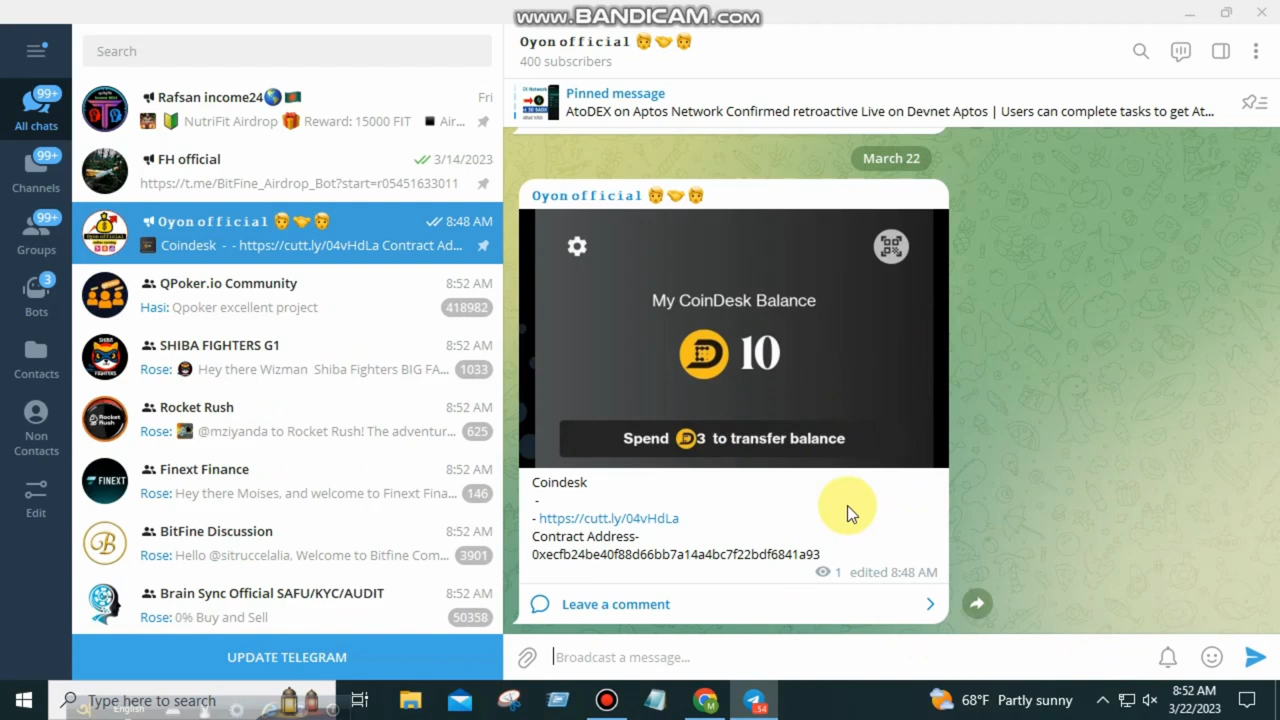 www.BANDICAM.com
Search
99+
All chats
99+
Channels
99+
Groups
3
Bots
Contacts
Non
Contacts
Edit
Rafsan income24🌎🇧🇩
Fri
🔰 NutriFit Airdrop 🎁 Reward: 15000 FIT ▪️ Air...
FH official
3/14/2023
https://t.me/BitFine_Airdrop_Bot?start=r05451633011
Oyon official
8:48 AM
Coindesk - - https://cutt.ly/04vHdLa Contract Ad...
QPoker.io Community
8:52 AM
Hasi: Qpoker excellent project
418982
SHIBA FIGHTERS G1
8:52 AM
Rose: Hey there Wizman Shiba Fighters BIG FA...
1033
Rocket Rush
8:52 AM
Rose: @mziyanda to Rocket Rush! The adventur...
625
Finext Finance
8:52 AM
Rose: Hey there Moises, and welcome to Finext Fina...
146
BitFine Discussion
8:52 AM
Rose: Hello @sitruccelalia, Welcome to Bitfine Com...
3901
Brain Sync Official SAFU/KYC/AUDIT
8:52 AM
Rose: 0% Buy and Sell
50358
UPDATE TELEGRAM
Oyon official
400 subscribers
Pinned message
AtoDEX on Aptos Network Confirmed retroactive Live on Devnet Aptos | Users can complete tasks to get At...
March 22
Oyon official
My CoinDesk Balance
10
Spend D3 to transfer balance
Coindesk
-
- https://cutt.ly/04vHdLa
Contract Address-
0xecfb24be40f88d66bb7a14a4bc7f22bdf6841a93
1 edited 8:48 AM
Leave a comment
Broadcast a message...
Type here to search
English
54
68°F Partly sunny
8:52 AM
3/22/2023